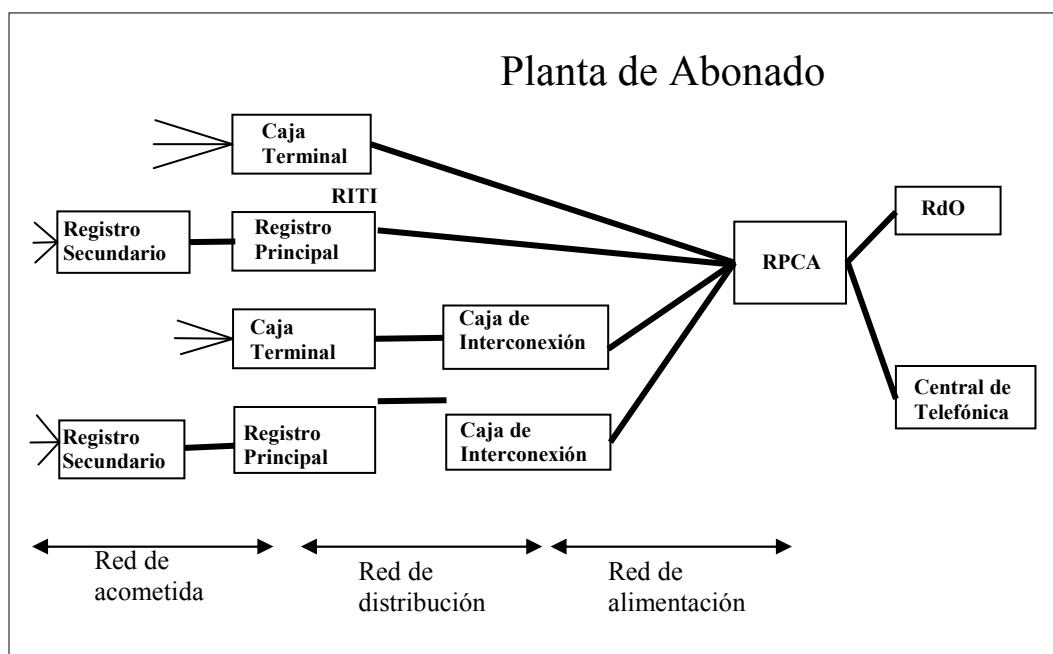 Planta de Abonado
Caja
Terminal
RITI
Registro
Secundario
Registro
Principal
RPCA
RdO
Caja
Terminal
Caja de
Interconexión
Central de
Telefónica
Registro
Secundario
Registro
Principal
Caja de
Interconexión
Red de
acometida
Red de
distribución
Red de
alimentación